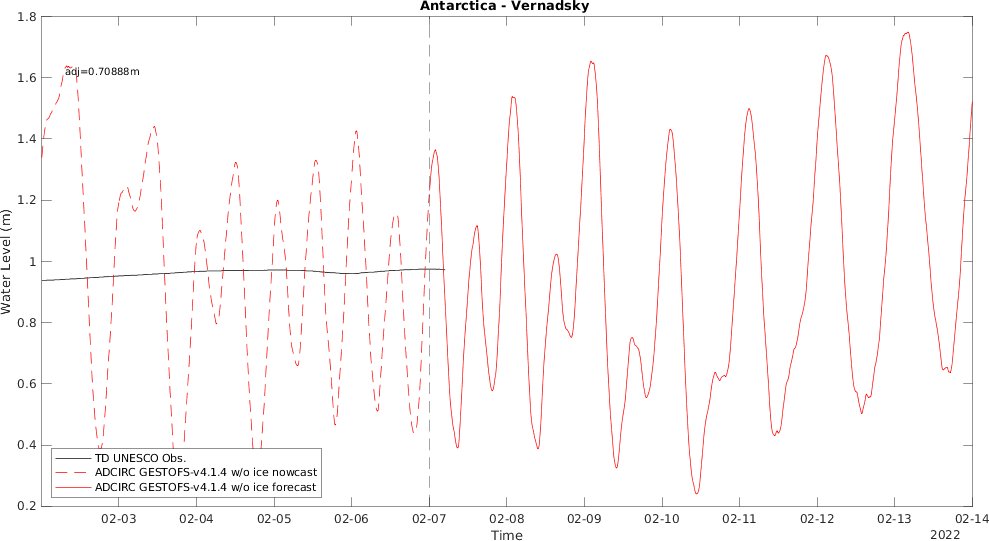 Antarctica - Vernadsky
1.8
1.6
1.4
1.2
1
0.8
0.6
0.4
0.2
Water Level (m)
adj=0.70888m
TD UNESCO Obs.
ADCIRC GESTOFS-v4.1.4 w/o ice nowcast
ADCIRC GESTOFS-v4.1.4 w/o ice forecast
02-03 02-04 02-05 02-06 02-07 02-08 02-09 02-10 02-11 02-12 02-13 02-14
Time
2022